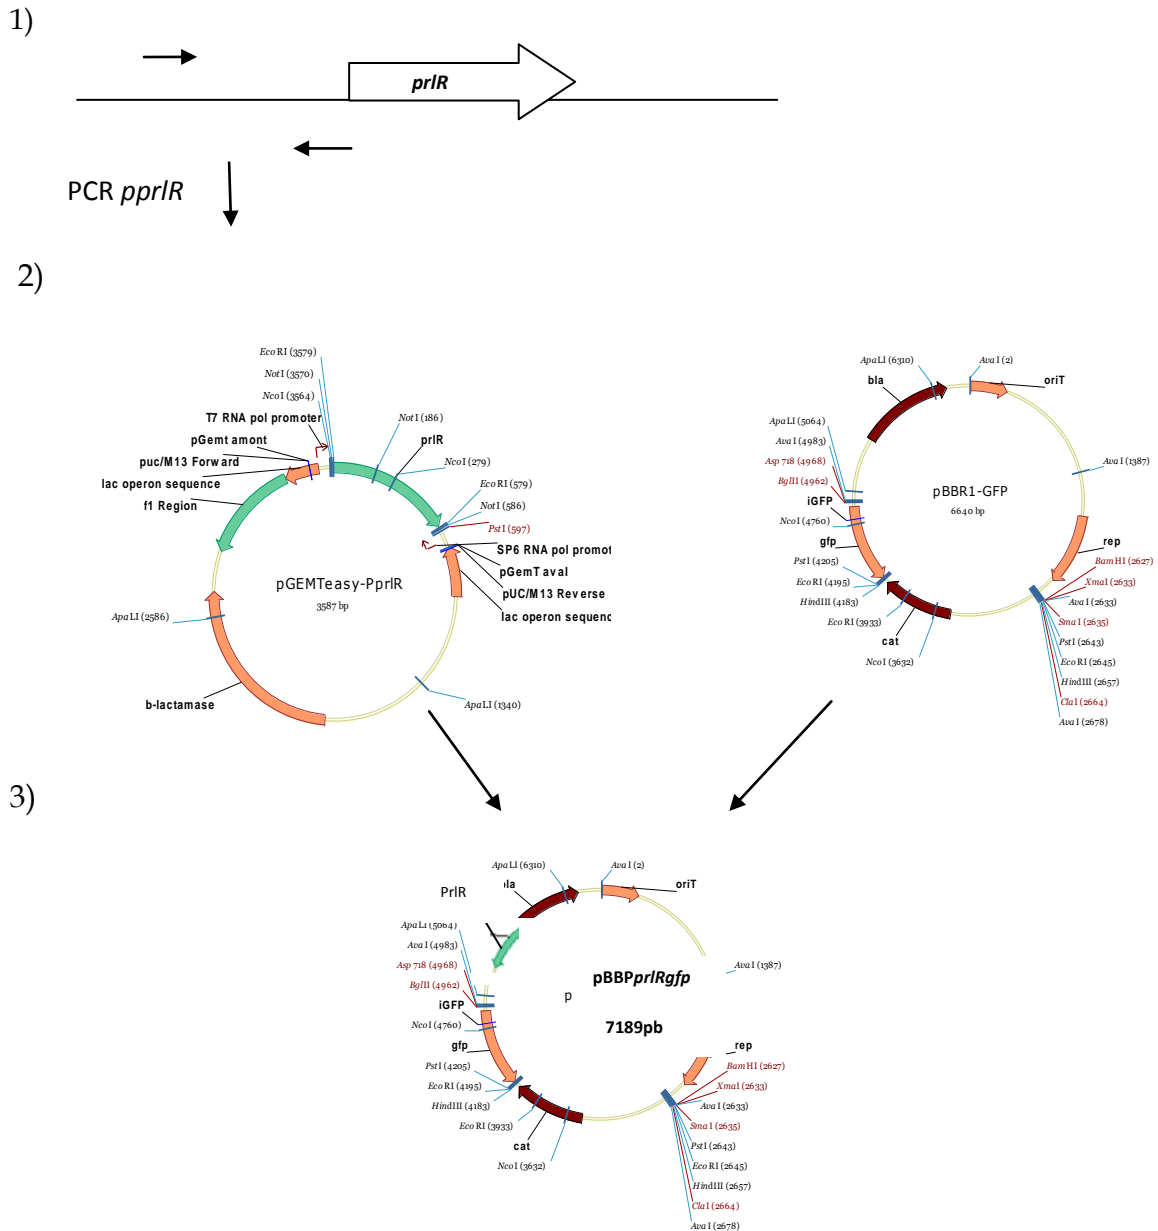 1)
prlR
PCR pprlR
2)
EcoRI (3579)
NotI (3570)
NcoI (3564)
T7 RNA pol promoter
pGemt amont
puc/M13 Forward
lac operon sequence
f1 Region
NotI (186)
prlR
NcoI (279)
EcoRI (579)
NotI (586)
PstI (597)
SP6 RNA pol promot
pGemT aval
pUC/M13 Reverse
lac operon sequenc
pGEMTeasy-PprlR
3587 bp
ApaLI (2586)
b-lactamase
ApaLI (1340)
ApaLI (6310)
AvaI (2)
bla
oriT
ApaLI (5064)
AvaI (4983)
Asp718 (4968)
BglII (4962)
iGFP
NcoI (4760)
gfp
PstI (4205)
EcoRI (4195)
HindIII (4183)
EcoRI (3933)
cat
NcoI (3632)
pBBR1-GFP
6640 bp
AvaI (1387)
rep
BamHI (2627)
XmaI (2633)
AvaI (2633)
SmaI (2635)
PstI (2643)
EcoRI (2645)
HindIII (2657)
ClaI (2664)
AvaI (2678)
3)
ApaLI (6310)
AvaI (2)
PrlR
oriT
ApaLI (5064)
AvaI (4983)
Asp718 (4968)
BglII (4962)
iGFP
NcoI (4760)
gfp
PstI (4205)
EcoRI (4195)
HindIII (4183)
EcoRI (3933)
cat
NcoI (3632)
p
pBBPprlRgfp
7189pb
AvaI (1387)
rep
BamHI (2627)
XmaI (2633)
AvaI (2633)
SmaI (2635)
PstI (2643)
EcoRI (2645)
HindIII (2657)
ClaI (2664)
AvaI (2678)